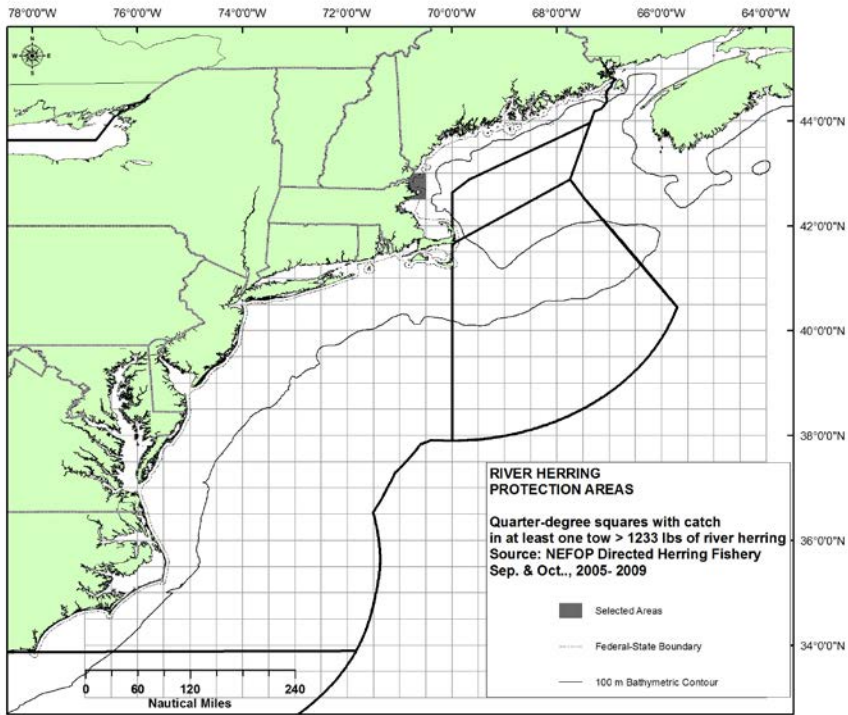 78°0'0"W 76°0'0"W 74°0'0"W 72°0'0"W 70°0'0"W 68°0'0"W 66°0'0"W 64°0'0"W
N
W E
S
44°0'0"N
42°0'0"N
40°0'0"N
38°0'0"N
36°0'0"N
34°0'0"N
RIVER HERRING
PROTECTION AREAS
Quarter-degree squares with catch
in at least one tow > 1233 lbs of river herring
Source: NEFOP Directed Herring Fishery
Sep. & Oct.., 2005- 2009
Selected Areas
Federal-State Boundary
100 m Bathymetric Contour
0 60 120 240
Nautical Miles